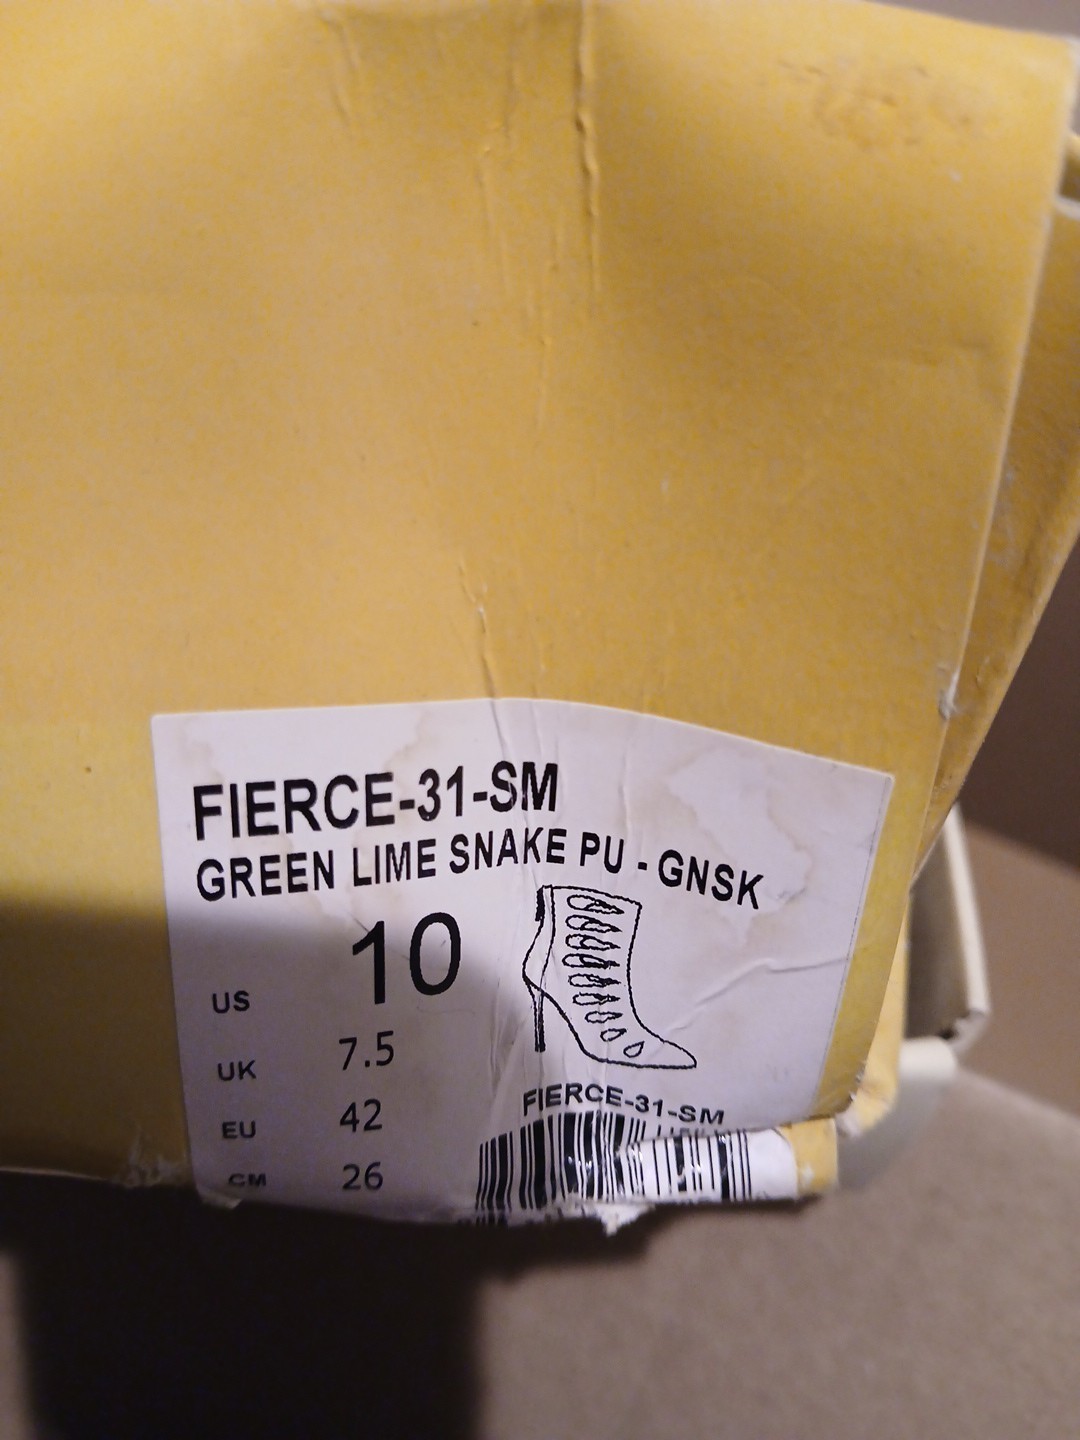 FIERCE-31-SM
GREEN LIME SNAKE PU - GNSK
US 10
UK 7.5
EU 42
CM 26
FIERCE-31-SM